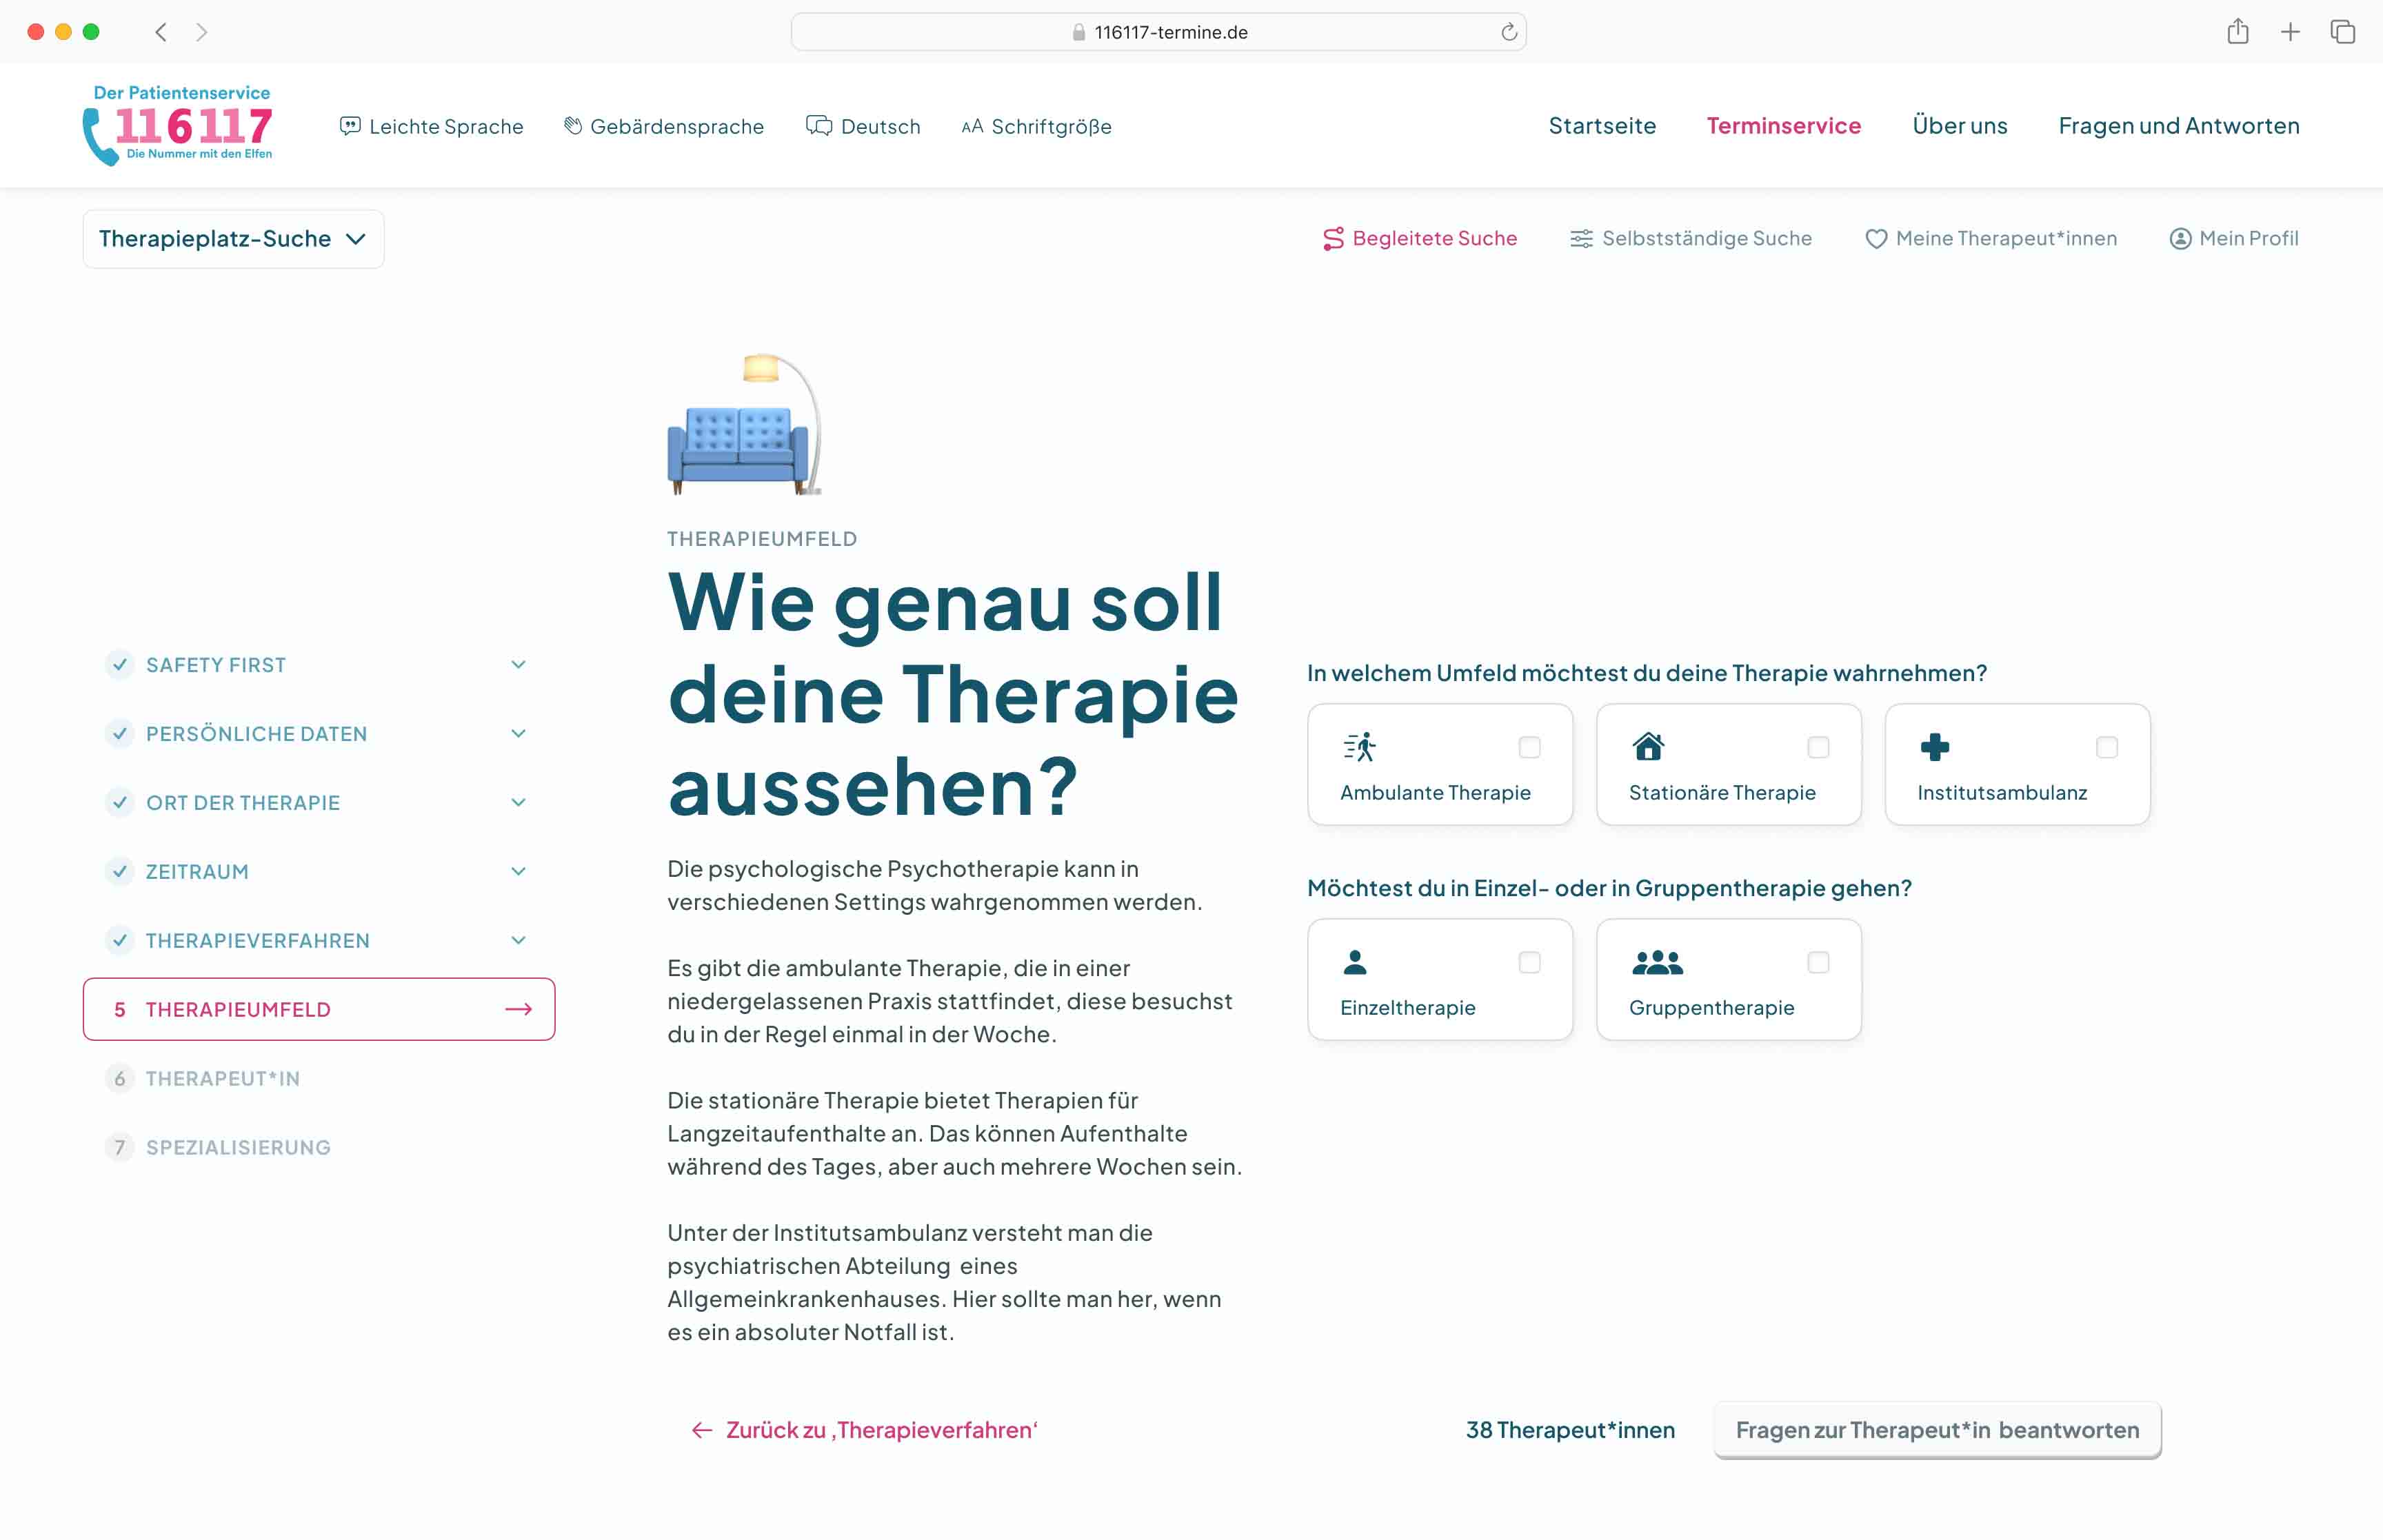 116117-termine.de
Der Patientenservice
116117
Die Nummer mit den Elfen
Leichte Sprache
Gebärdensprache
Deutsch
AA Schriftgröße
Startseite
Terminservice
Über uns
Fragen und Antworten
Therapieplatz-Suche
Begleitete Suche
Selbstständige Suche
Meine Therapeut*innen
Mein Profil
SAFETY FIRST
PERSÖNLICHE DATEN
ORT DER THERAPIE
ZEITRAUM
THERAPIEVERFAHREN
5 THERAPIEUMFELD
6 THERAPEUT*IN
7 SPEZIALISIERUNG
THERAPIEUMFELD
Wie genau soll
deine Therapie
aussehen?
Die psychologische Psychotherapie kann in
verschiedenen Settings wahrgenommen werden.
Es gibt die ambulante Therapie, die in einer
niedergelassenen Praxis stattfindet, diese besuchst
du in der Regel einmal in der Woche.
Die stationäre Therapie bietet Therapien für
Langzeitaufenthalte an. Das können Aufenthalte
während des Tages, aber auch mehrere Wochen sein.
Unter der Institutsambulanz versteht man die
psychiatrischen Abteilung eines
Allgemeinkrankenhauses. Hier sollte man her, wenn
es ein absoluter Notfall ist.
In welchem Umfeld möchtest du deine Therapie wahrnehmen?
Ambulante Therapie
Stationäre Therapie
Institutsambulanz
Möchtest du in Einzel- oder in Gruppentherapie gehen?
Einzeltherapie
Gruppentherapie
Zurück zu ‚Therapieverfahren‘
38 Therapeut*innen
Fragen zur Therapeut*in beantworten